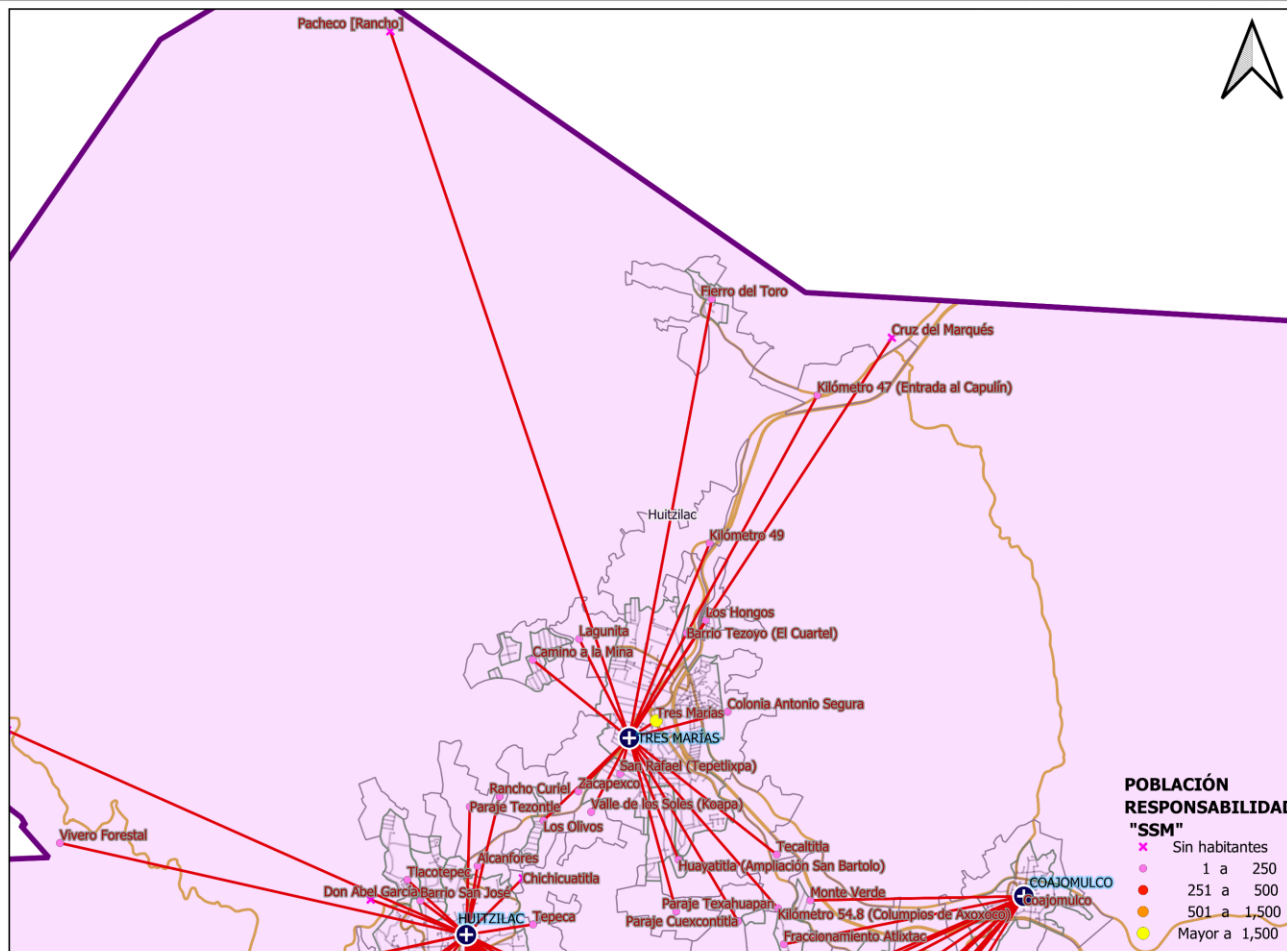 Pacheco [Rancho]
Fierro del Toro
Cruz del Marqués
Kilómetro 47 (Entrada al Capulín)
Huitzilac
Kilómetro 49
Los Hongos
Lagunita
Barrio Tezoyo (El Cuartel)
Camino a la Mina
Colonia Antonio Segura
Tres Marías
TRES MARÍAS
San Rafael (Tepetlixpa)
Rancho Curiel
Zacapexco
Paraje Tezontle
Valle de los Soles (Koapa)
Los Olivos
Vivero Forestal
Tecaltitla
Alcanfores
Huayatitla (Ampliación San Bartolo)
Tlacotepec
Chichicuatitla
Don Abel García
Barrio San José
Monte Verde
COAJOMULCO
Coajomulco
Paraje Texahuapan
HUITZILAC
Tepeca
Paraje Cuexcontitla
Kilómetro 54.8 (Columpios de Axoxoco)
Fraccionamiento Atlixtac
POBLACIÓN
RESPONSABILIDAD
"SSM"
Sin habitantes
1 a 250
251 a 500
501 a 1,500
Mayor a 1,500